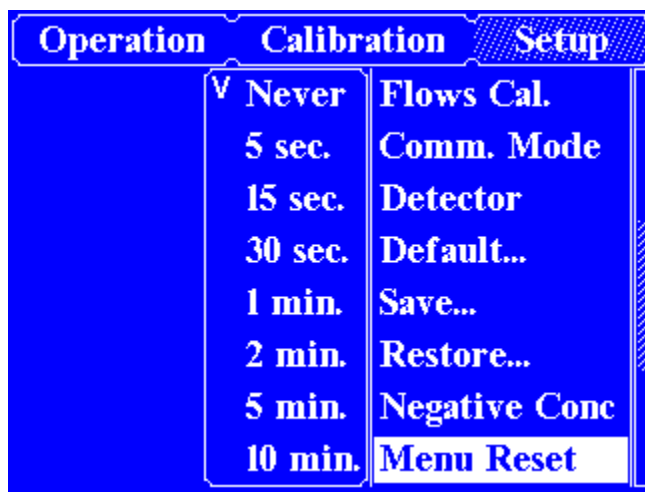 Operation Calibration Setup
V Never Flows Cal.
5 sec. Comm. Mode
15 sec. Detector
30 sec. Default...
1 min. Save...
2 min. Restore...
5 min. Negative Conc
10 min. Menu Reset